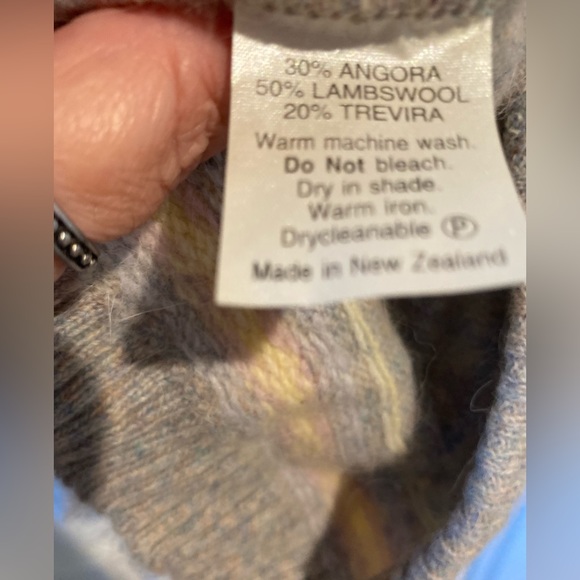 30% ANGORA
50% LAMBSWOOL
20% TREVIRA
Warm machine wash.
Do Not bleach.
Dry in shade.
Warm iron.
Drycleanable Ⓟ
Made in New Zealand